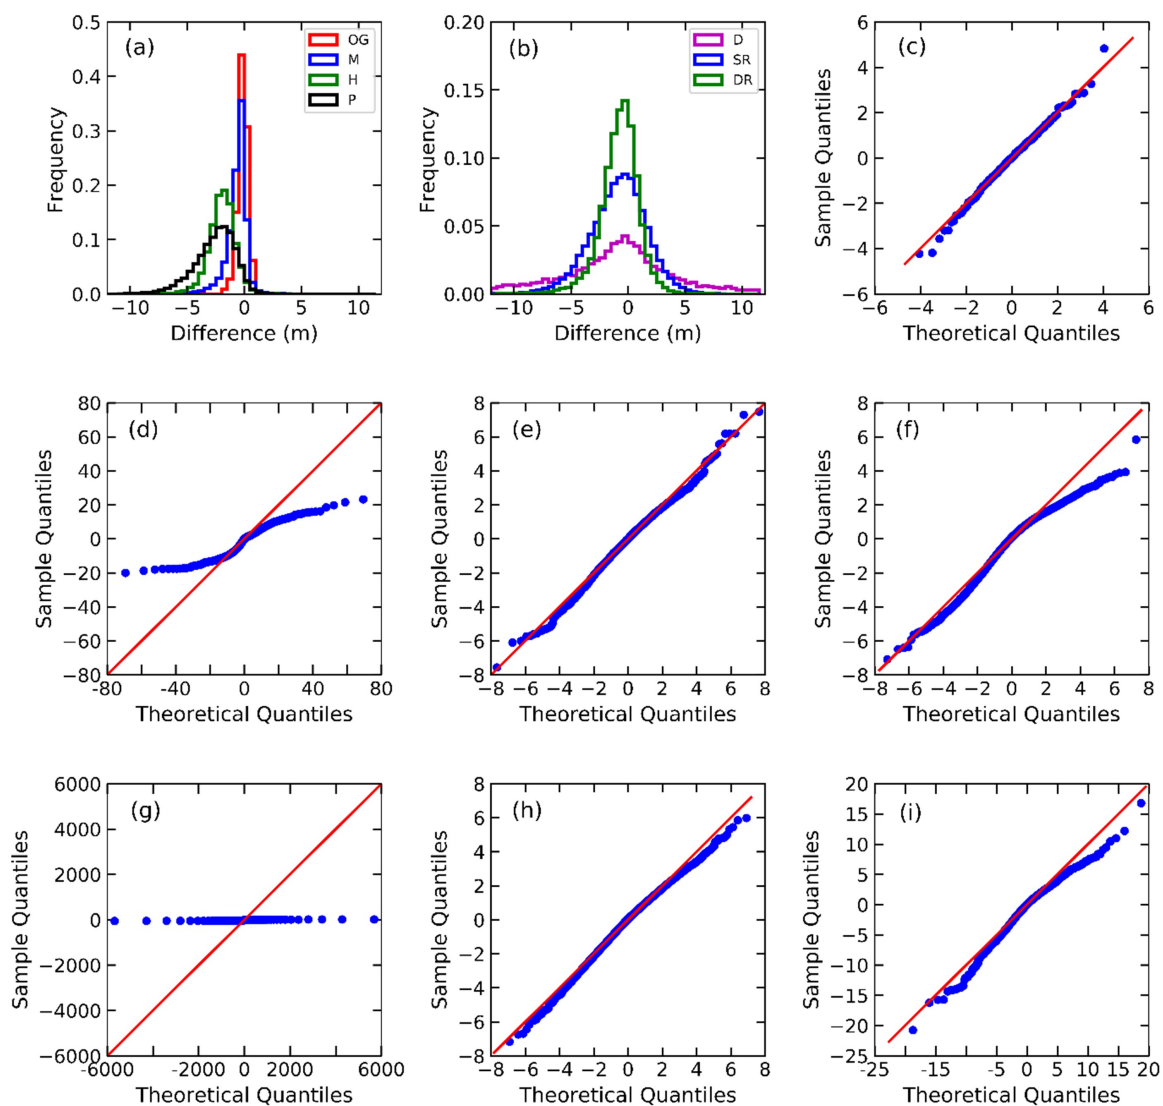 (a)
OG
M
H
P
0.5
0.4
0.3
0.2
0.1
0.0
Frequency
−10 −5 0 5 10
Difference (m)
(b)
D
SR
DR
0.20
0.15
0.10
0.05
0.00
Frequency
−10 −5 0 5 10
Difference (m)
(c)
6
4
2
0
−2
−4
−6
Sample Quantiles
−6 −4 −2 0 2 4 6
Theoretical Quantiles
(d)
80
60
40
20
0
−20
−40
−60
−80
Sample Quantiles
−80 −40 0 40 80
Theoretical Quantiles
(e)
8
6
4
2
0
−2
−4
−6
−8
Sample Quantiles
−8 −6 −4 −2 0 2 4 6 8
Theoretical Quantiles
(f)
8
6
4
2
0
−2
−4
−6
−8
Sample Quantiles
−8 −6 −4 −2 0 2 4 6 8
Theoretical Quantiles
(g)
6000
4000
2000
0
−2000
−4000
−6000
Sample Quantiles
−6000 −2000 0 2000 6000
Theoretical Quantiles
(h)
8
6
4
2
0
−2
−4
−6
−8
Sample Quantiles
−8 −6 −4 −2 0 2 4 6 8
Theoretical Quantiles
(i)
20
15
10
5
0
−5
−10
−15
−20
−25
Sample Quantiles
−25 −15 −10 −5 0 5 10 15 20
Theoretical Quantiles